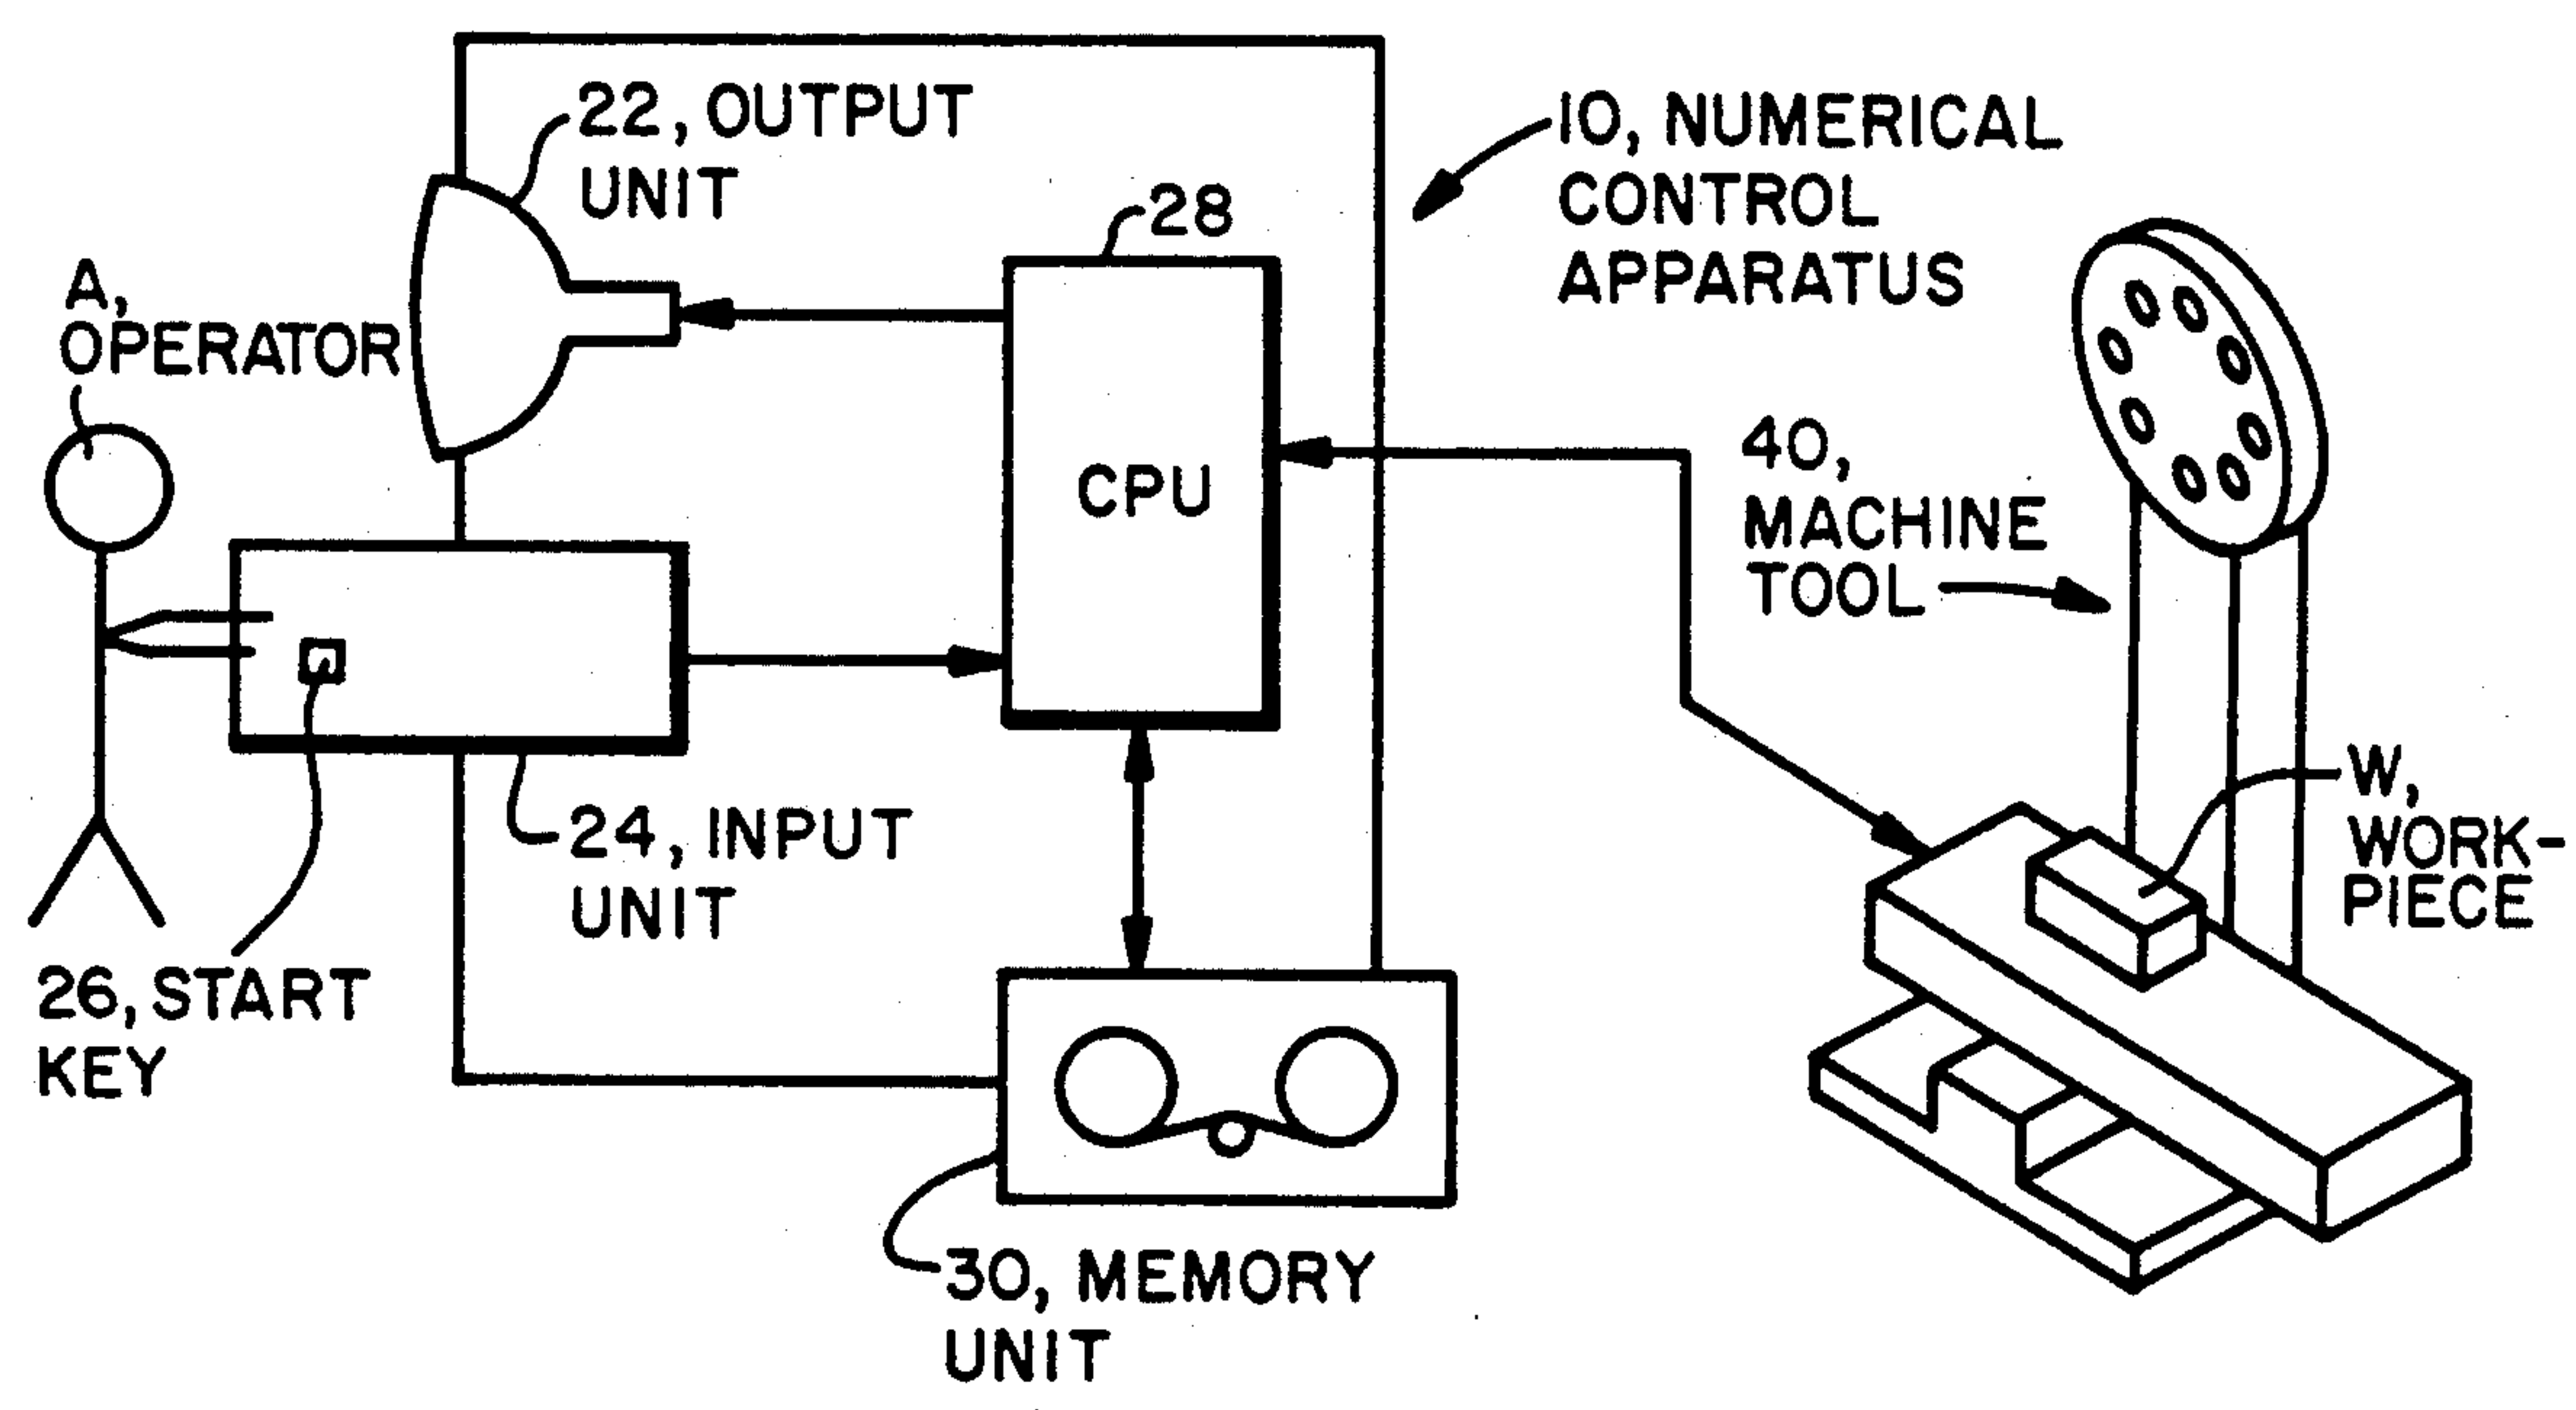 22, OUTPUT
UNIT
10, NUMERICAL
CONTROL
APPARATUS
28
A,
OPERATOR
CPU
40,
MACHINE
TOOL
W,
WORK-
PIECE
24, INPUT
UNIT
26, START
KEY
30, MEMORY
UNIT